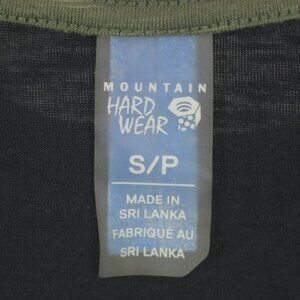 MOUNTAIN
HARD
WEAR
S/P
MADE IN
SRI LANKA
FABRIQUÉ AU
SRI LANKA